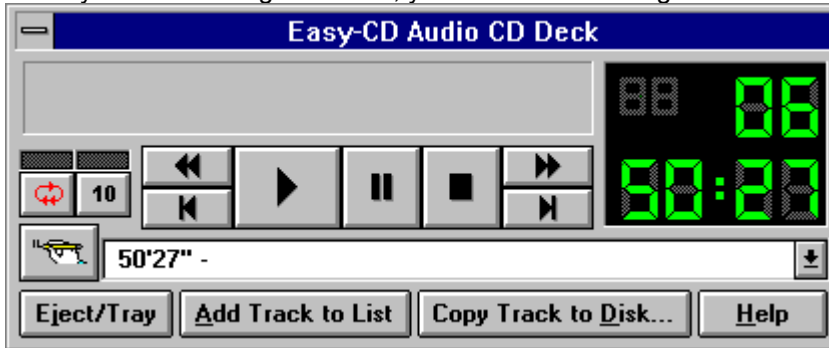 Easy-CD Audio CD Deck
06
50:27
10
50'27" -
Eject/Tray Add Track to List Copy Track to Disk... Help